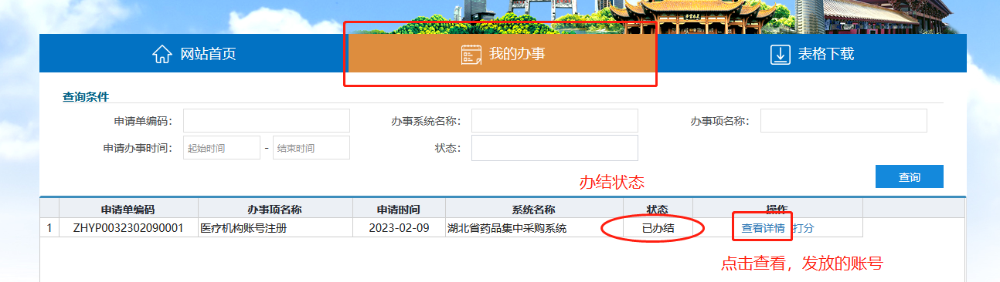 网站首页 我的办事 表格下载
查询条件
申请单编码： 办事系统名称： 办事项名称：
申请办事时间： 起始时间 - 结束时间 状态：
查询
办结状态
申请单编码 办事项名称 申请时间 系统名称 状态 操作
1 ZHYP0032302090001 医疗机构账号注册 2023-02-09 湖北省药品集中采购系统 已办结 查看详情 打分
点击查看，发放的账号